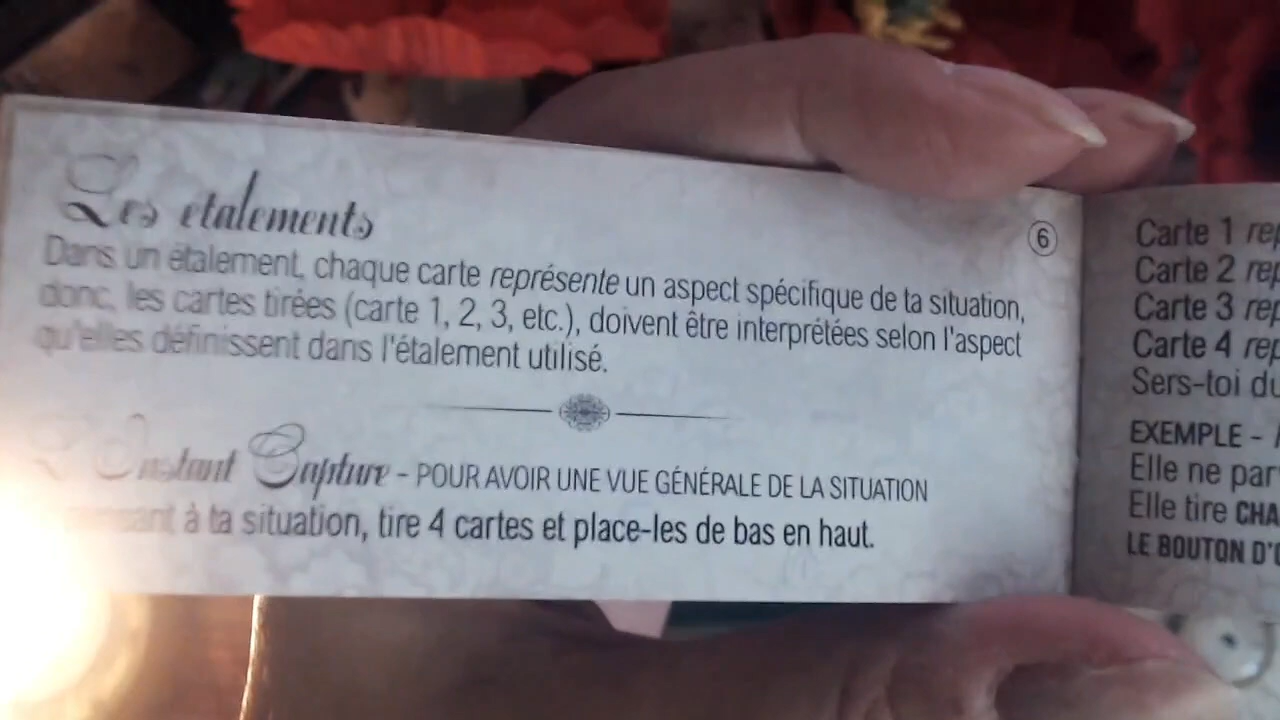 Les étalements
6
Dans un étalement, chaque carte représente un aspect spécifique de ta situation,
donc, les cartes tirées (carte 1, 2, 3, etc.), doivent être interprétées selon l'aspect
qu'elles définissent dans l'étalement utilisé.
Instant Capture - POUR AVOIR UNE VUE GÉNÉRALE DE LA SITUATION
à ta situation, tire 4 cartes et place-les de bas en haut.
Carte 1
Carte 2
Carte 3
Carte 4
Sers-toi
EXEMPLE -
Elle ne
Elle tire
LE BOUTON